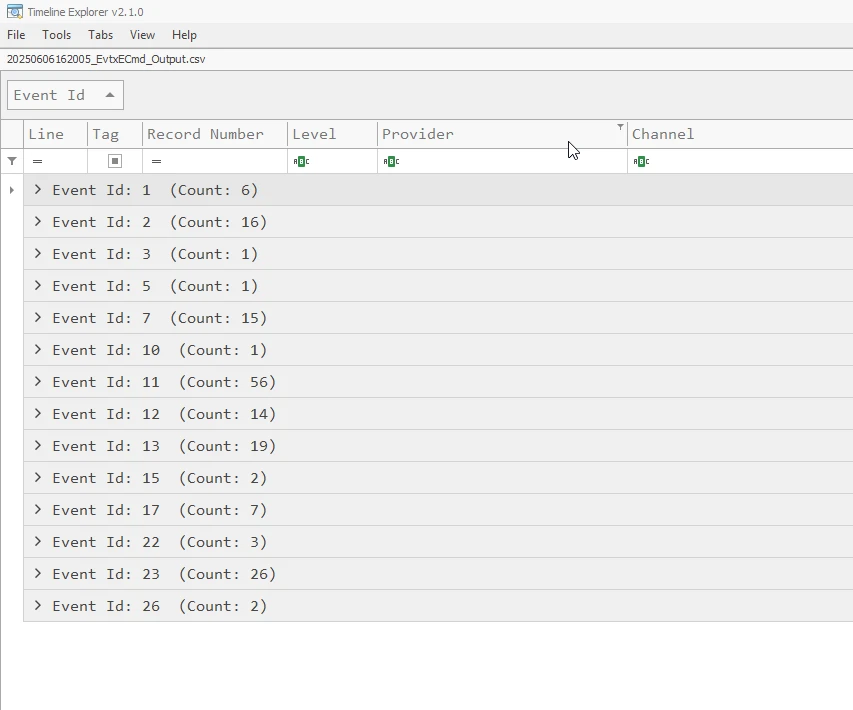 Timeline Explorer v2.1.0
File Tools Tabs View Help
20250606162005_EvtxECmd_Output.csv
Event Id
Line Tag Record Number Level Provider Channel
= = ABC ABC ABC
Event Id: 1 (Count: 6)
Event Id: 2 (Count: 16)
Event Id: 3 (Count: 1)
Event Id: 5 (Count: 1)
Event Id: 7 (Count: 15)
Event Id: 10 (Count: 1)
Event Id: 11 (Count: 56)
Event Id: 12 (Count: 14)
Event Id: 13 (Count: 19)
Event Id: 15 (Count: 2)
Event Id: 17 (Count: 7)
Event Id: 22 (Count: 3)
Event Id: 23 (Count: 26)
Event Id: 26 (Count: 2)